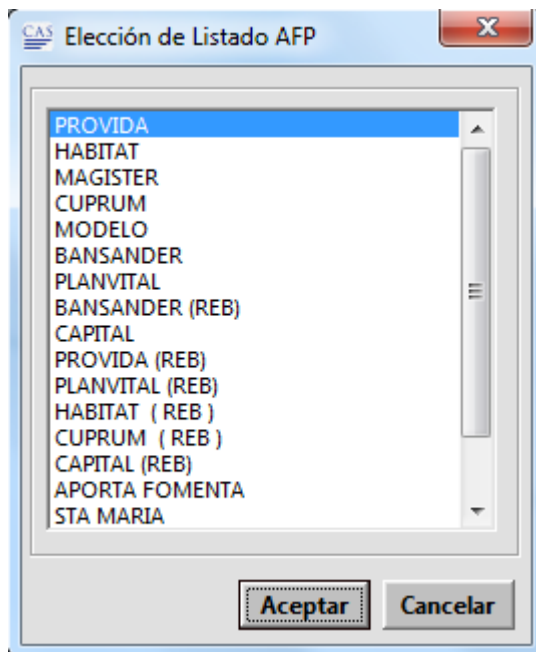 CAS Elección de Listado AFP
PROVIDA
HABITAT
MAGISTER
CUPRUM
MODELO
BANSANDER
PLANVITAL
BANSANDER (REB)
CAPITAL
PROVIDA (REB)
PLANVITAL (REB)
HABITAT  ( REB )
CUPRUM  ( REB )
CAPITAL (REB)
APORTA FOMENTA
STA MARIA
Aceptar Cancelar